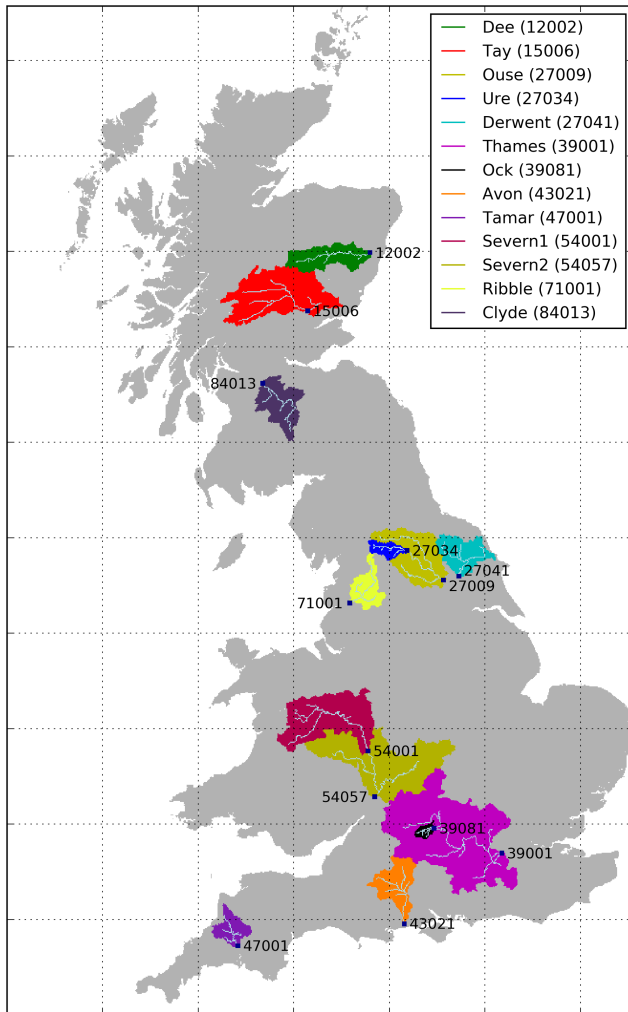 Dee (12002)
Tay (15006)
Ouse (27009)
Ure (27034)
Derwent (27041)
Thames (39001)
Ock (39081)
Avon (43021)
Tamar (47001)
Severn1 (54001)
Severn2 (54057)
Ribble (71001)
Clyde (84013)
12002
15006
84013
27034
27041
27009
71001
54001
54057
39081
39001
43021
47001